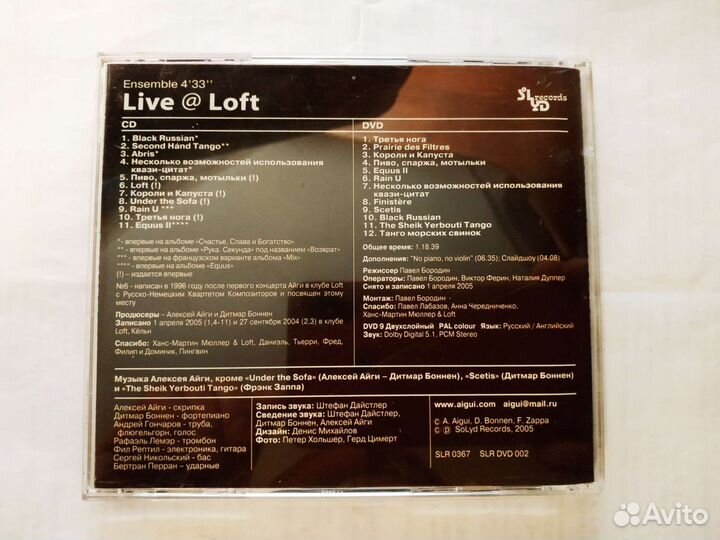 Ensemble 4'33''
Live @ Loft
SLYD records
CD
1. Black Russian*
2. Second Hand Tango**
3. Abris*
4. Несколько возможностей использования
квази-цитат*
5. Пиво, спаржа, мотыльки (!)
6. Loft (!)
7. Короли и Капуста (!)
8. Under the Sofa (!)
9. Rain U ***
10. Третья нога (!)
11. Equus II****
* - впервые на альбоме «Счастье, Слава и Богатство»
** - впервые на альбоме "Рука. Секунда» под названием «Возврат»
*** - впервые на французском варианте альбома «Mix»
**** - впервые на альбоме «Equus»
(!) – издается впервые
№6 - написан в 1996 году после первого концерта Айги в клубе Loft
с Русско-Немецким Квартетом Композиторов и посвящен этому
месту
Продюсеры – Алексей Айги и Дитмар Боннен
Записано 1 апреля 2005 (1,4-11) и 27 сентября 2004 (2,3) в клубе
Loft, Кёльн
Спасибо: Ханс-Мартин Мюллер & Loft, Даниэль, Тьерри, Фред,
Филип и Доминик, Пингвин
DVD
1. Третья нога
2. Prairie des Filtres
3. Короли и Капуста
4. Пиво, спаржа, мотыльки
5. Equus II
6. Rain U
7. Несколько возможностей использования
квази-цитат
8. Finistère
9. Scetis
10. Black Russian
11. The Sheik Yerbouti Tango
12. Танго морских свинок
Общее время: 1.18.39
Дополнения: "No piano, no violin" (06.35); Слайдшоу (04.08)
Режиссер Павел Бородин
Операторы: Павел Бородин, Виктор Ферин, Наталия Дуппер
Снято и записано 1 апреля 2005
Монтаж: Павел Бородин
Спасибо: Павел Лабазов, Анна Чередниченко,
Ханс-Мартин Мюллер & Loft
DVD 9 Двухслойный PAL colour Язык: Русский / Английский
Звук: Dolby Digital 5.1, PCM Stereo
Музыка Алексея Айги, кроме «Under the Sofa» (Алексей Айги – Дитмар Боннен), «Scetis» (Дитмар Боннен)
и «The Sheik Yerbouti Tango» (Фрэнк Заппа)
Алексей Айги - скрипка
Дитмар Боннен - фортепиано
Андрей Гончаров - труба,
флюгельгорн, голос
Рафаэль Лемэр - тромбон
Фил Рептил - электроника, гитара
Сергей Никольский - бас
Бертран Перран – ударные
Запись звука: Штефан Дайстлер
Сведение звука: Штефан Дайстлер,
Дитмар Боннен, Алексей Айги
Дизайн: Денис Михайлов
Фото: Петер Хольшер, Герд Цимерт
www.aigui.com aigui@mail.ru
© A. Aigui, D. Bonnen, F. Zappa
℗ SoLyd Records, 2005
SLR 0367 SLR DVD 002
Avito